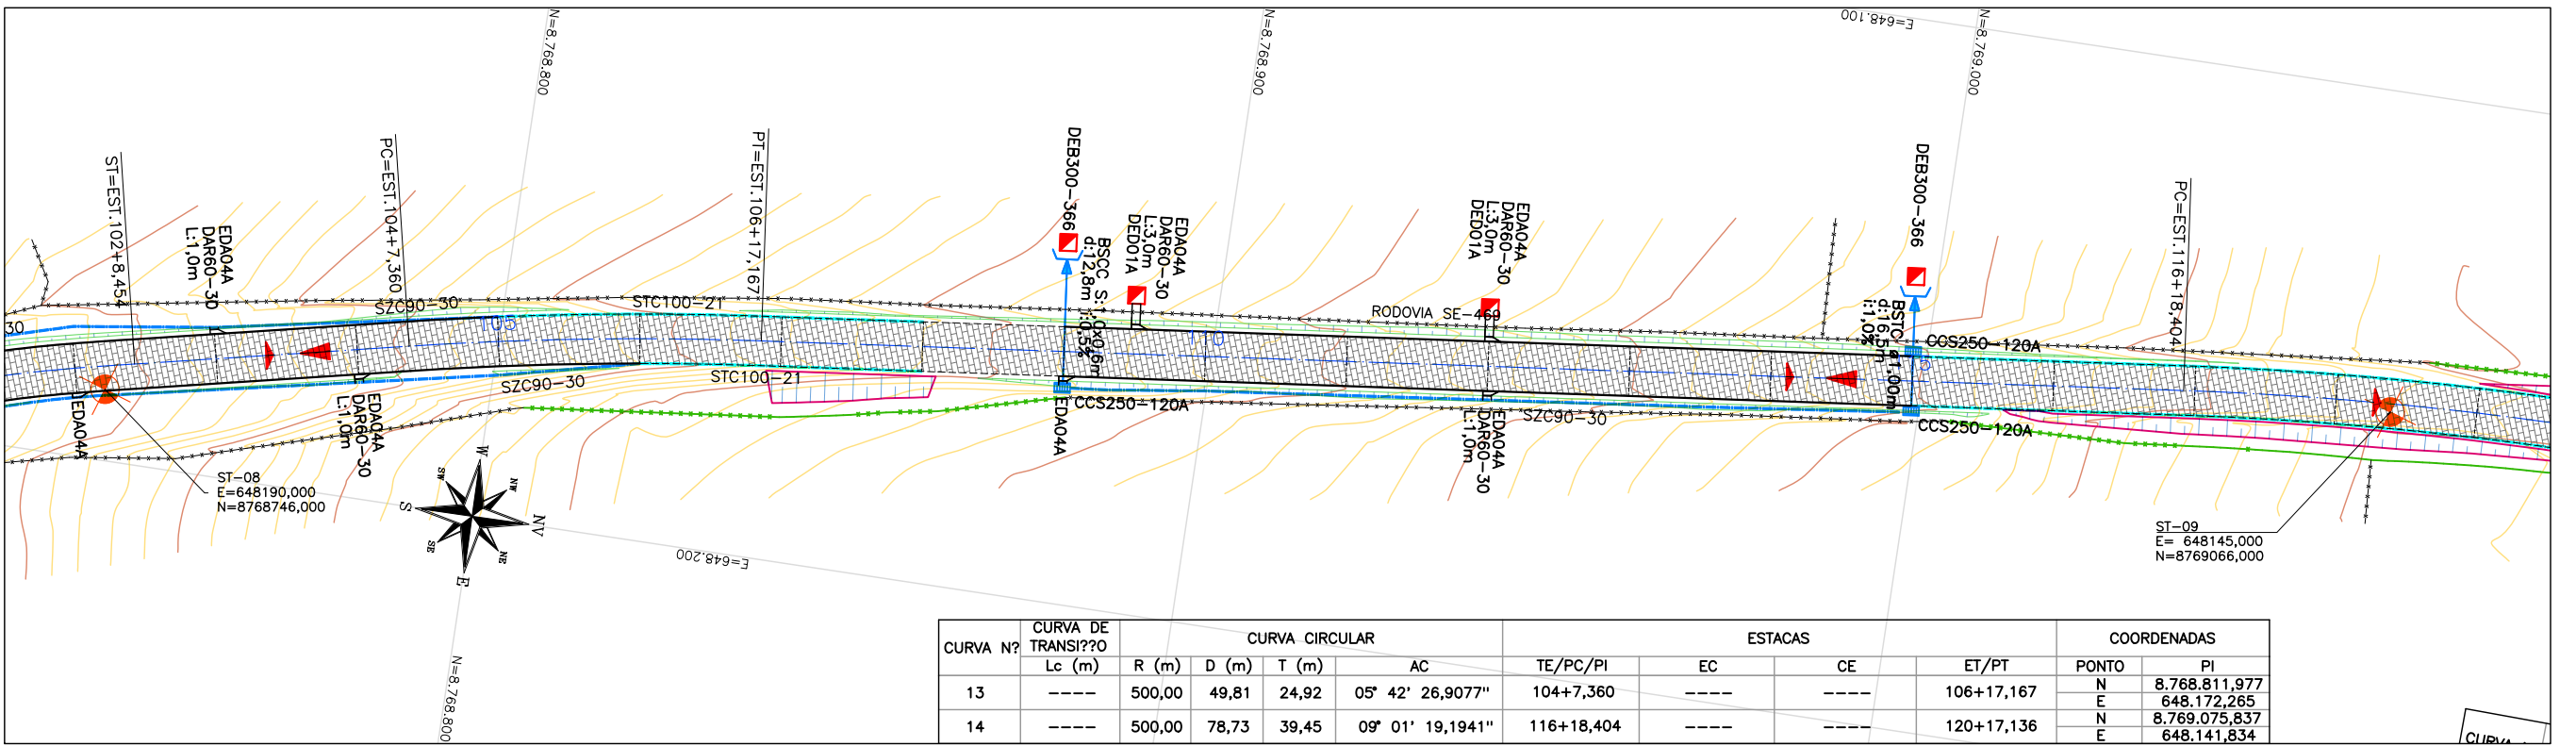 N=8.768.800
N=8.768.900
E=648.100
N=8.769.000
ST=EST.102+8,454
EDA04A
DAR60-30
L:1,0m
PC=EST.104+7,360
PT=EST.106+17,167
DEB300-366
BSCC S:1,0x0,6m
d:12,8m i:0,5%
EDA04A
DAR60-30
L:3,0m
DED01A
EDA04A
DAR60-30
L:3,0m
DED01A
DEB300-366
BSTC ø1,00m
d:16,5m
i:1,0%
PC=EST.116+18,404
30
SZC90-30
105
STC100-21
110
RODOVIA SE-469
CCS250-120A
EDA04A
EDA04A
DAR60-30
L:1,0m
SZC90-30
STC100-21
EDA04A
CCS250-120A
EDA04A
DAR60-30
L:1,0m
SZC90-30
CCS250-120A
ST-08
E=648190,000
N=8768746,000
W
NW
NV
NE
E
SE
S
SW
E=648.200
N=8.768.800
ST-09
E= 648145,000
N=8769066,000
CURVA N? CURVA DE TRANSI??O CURVA CIRCULAR ESTACAS COORDENADAS
Lc (m) R (m) D (m) T (m) AC TE/PC/PI EC CE ET/PT PONTO PI
13 ---- 500,00 49,81 24,92 05° 42' 26,9077" 104+7,360 ---- ---- 106+17,167 N 8.768.811,977
E 648.172,265
14 ---- 500,00 78,73 39,45 09° 01' 19,1941" 116+18,404 ---- ---- 120+17,136 N 8.769.075,837
E 648.141,834